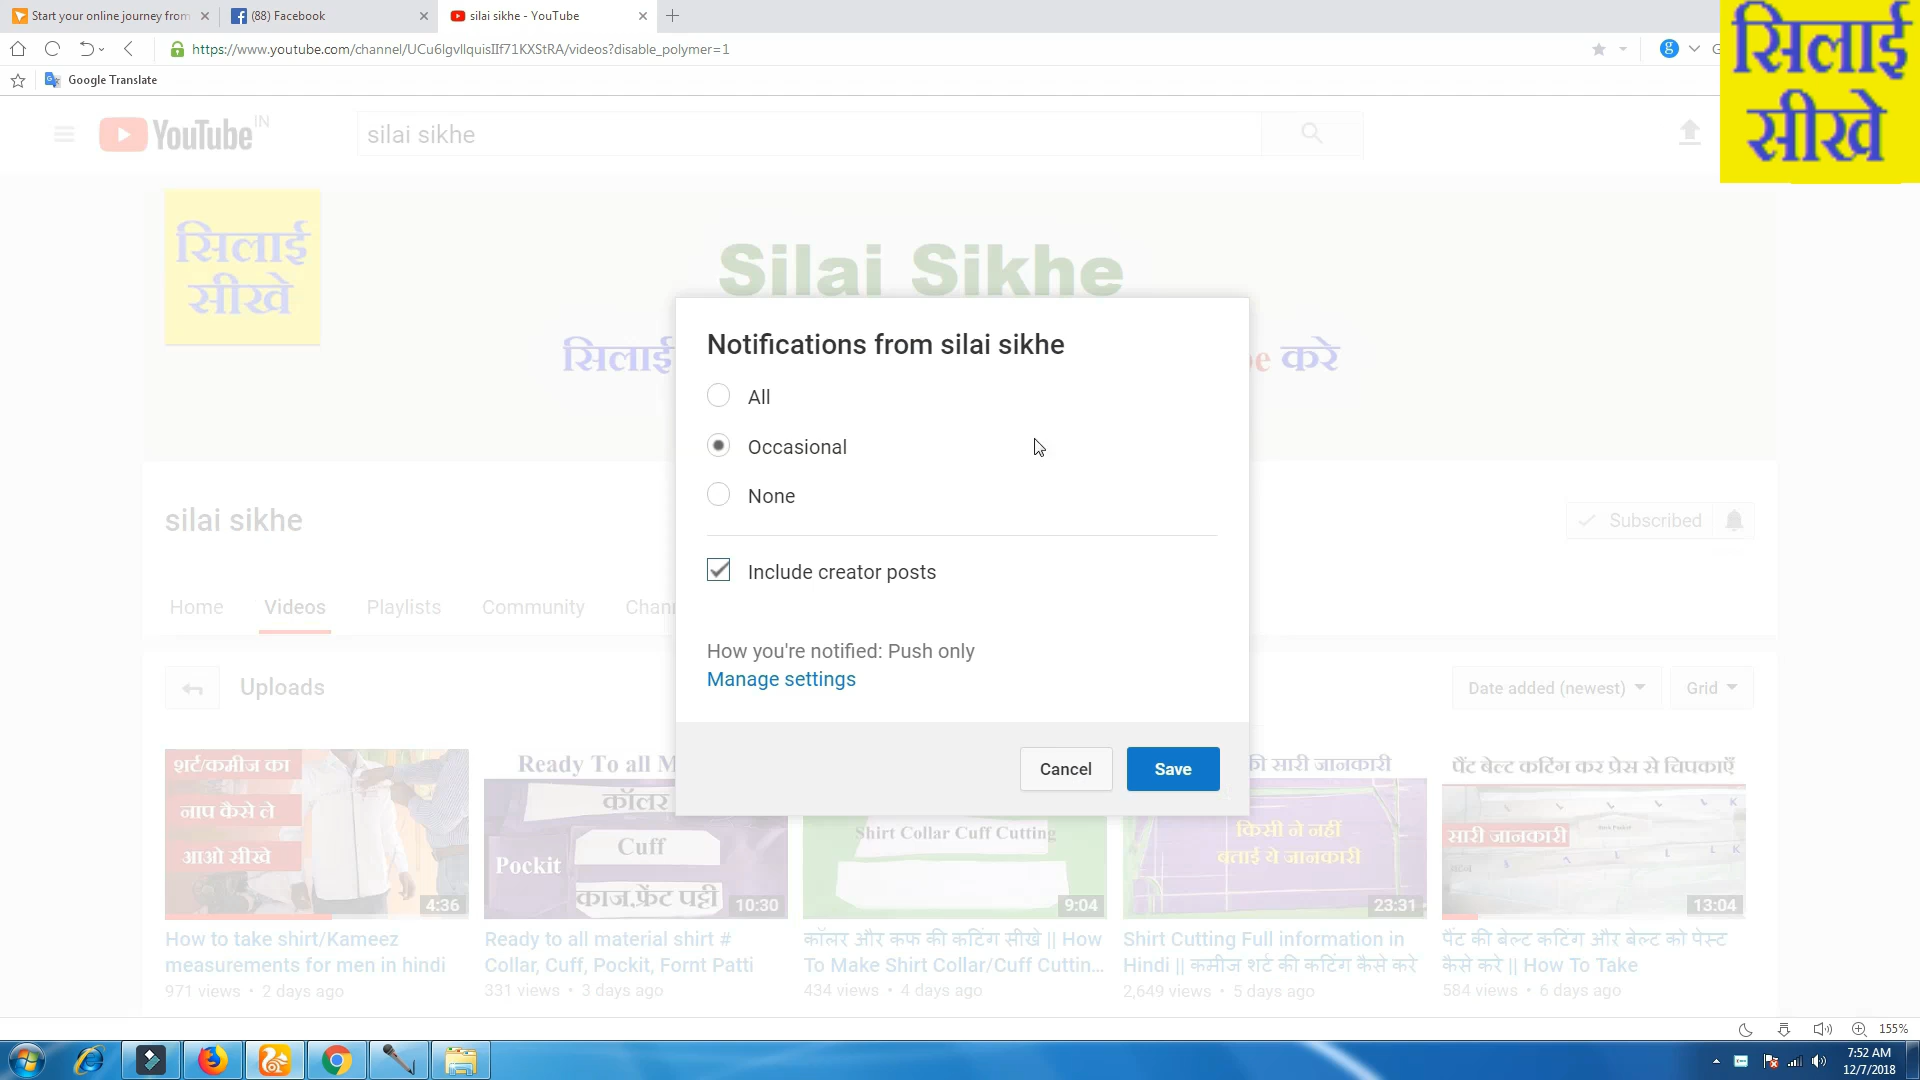 Start your online journey from
(88) Facebook
silai sikhe - YouTube
https://www.youtube.com/channel/UCu6lgvllquisIIf71KXStRA/videos?disable_polymer=1
Google Translate
सिलाई
सीखे
YouTube IN
silai sikhe
सिलाई
सीखे
Silai Sikhe
सिलाई
करे
Notifications from silai sikhe
All
Occasional
None
Include creator posts
How you're notified: Push only
Manage settings
Cancel
Save
silai sikhe
Subscribed
Home
Videos
Playlists
Community
Uploads
Date added (newest)
Grid
शर्ट/कमीज का
नाप कैसे ले
आओ सीखे
4:36
Ready To all
कॉलर
Cuff
Pockit
काज,फ्रेंट पट्टी
10:30
Shirt Collar Cuff Cutting
9:04
की सारी जानकारी
किसी ने नहीं
बताई ये जानकारी
23:31
पैंट बेल्ट कटिंग कर प्रेस से चिपकाएँ
सारी जानकारी
13:04
How to take shirt/Kameez
measurements for men in hindi
971 views • 2 days ago
Ready to all material shirt #
Collar, Cuff, Pockit, Fornt Patti
331 views • 3 days ago
कॉलर और कफ की कटिंग सीखे || How
To Make Shirt Collar/Cuff Cuttin...
434 views • 4 days ago
Shirt Cutting Full information in
Hindi || कमीज शर्ट की कटिंग कैसे करे
2,649 views • 5 days ago
पैंट की बेल्ट कटिंग और बेल्ट को पेस्ट
कैसे करे || How To Take
584 views • 6 days ago
155%
7:52 AM
12/7/2018